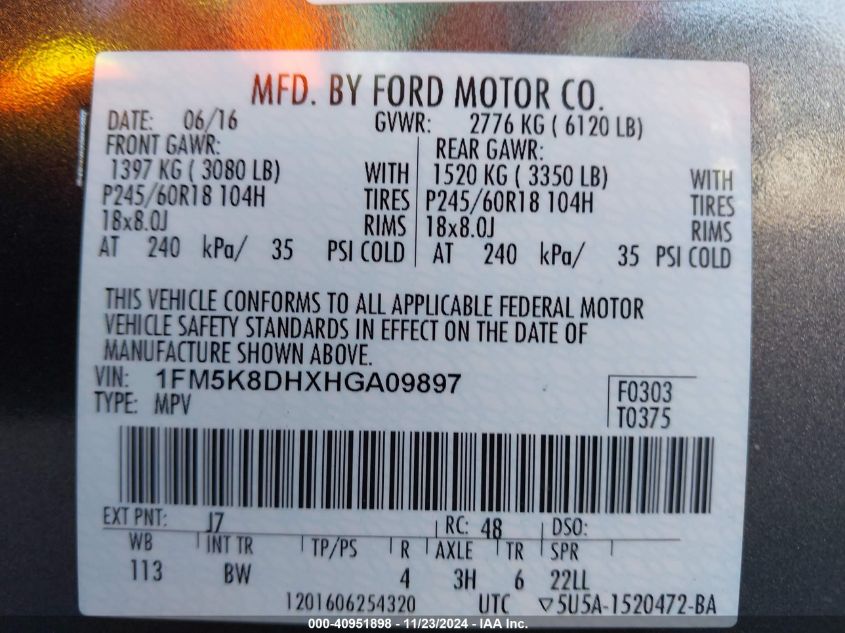 MFD. BY FORD MOTOR CO.
DATE: 06/16 GVWR: 2776 KG ( 6120 LB)
FRONT GAWR: REAR GAWR:
1397 KG ( 3080 LB) WITH 1520 KG ( 3350 LB) WITH
P245/60R18 104H TIRES P245/60R18 104H TIRES
18x8.0J RIMS 18x8.0J RIMS
AT 240 kPa/ 35 PSI COLD AT 240 kPa/ 35 PSI COLD
THIS VEHICLE CONFORMS TO ALL APPLICABLE FEDERAL MOTOR
VEHICLE SAFETY STANDARDS IN EFFECT ON THE DATE OF
MANUFACTURE SHOWN ABOVE.
VIN: 1FM5K8DHXHGA09897 F0303
TYPE: MPV T0375
EXT PNT: J7 RC: 48 DSO:
WB INT TR TP/PS R AXLE TR SPR
113 BW 4 3H 6 22LL
1201606254320 UTC ▽5U5A-1520472-BA
000-40951898 - 11/23/2024 - IAA Inc.